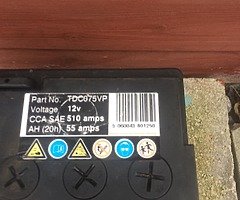 Part No. TDC075VP
Voltage 12v
CCA SAE 510 amps
AH (20h) 55 amps